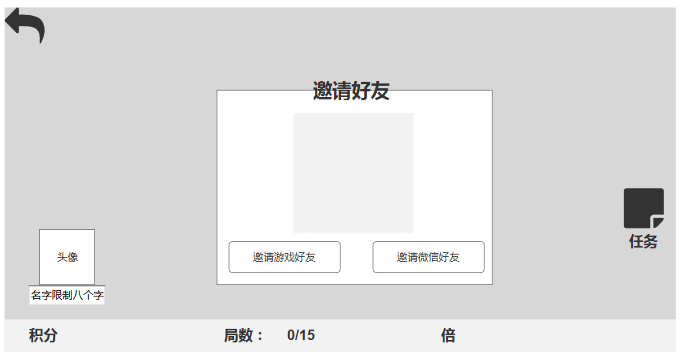 邀请好友
邀请游戏好友 邀请微信好友
任务
头像
名字限制八个字
积分 局数： 0/15 倍